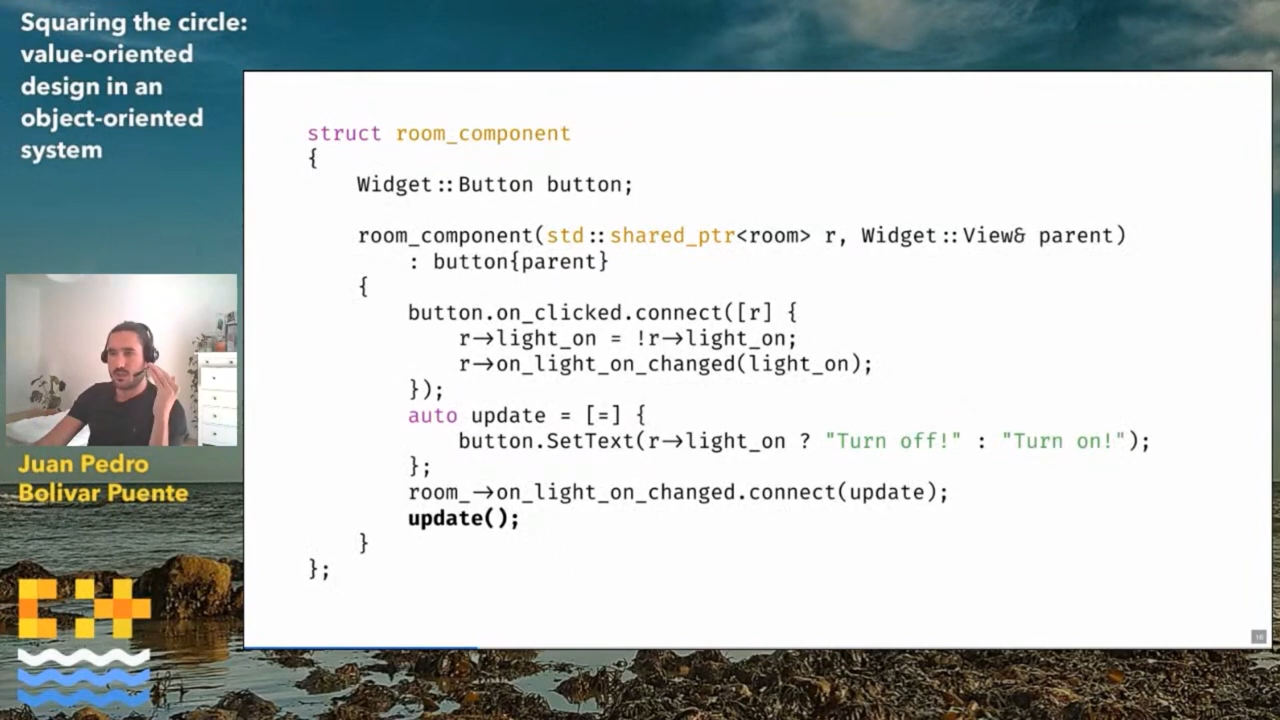 Squaring the circle:
value-oriented
design in an
object-oriented
system
struct room_component
{
    Widget::Button button;
    room_component(std::shared_ptr<room> r, Widget::View& parent)
        : button{parent}
    {
        button.on_clicked.connect([r] {
            r->light_on = !r->light_on;
            r->on_light_on_changed(light_on);
        });
        auto update = [=] {
            button.SetText(r->light_on ? "Turn off!" : "Turn on!");
        };
        room_->on_light_on_changed.connect(update);
        update();
    }
};
16
Juan Pedro
Bolivar Puente
C++